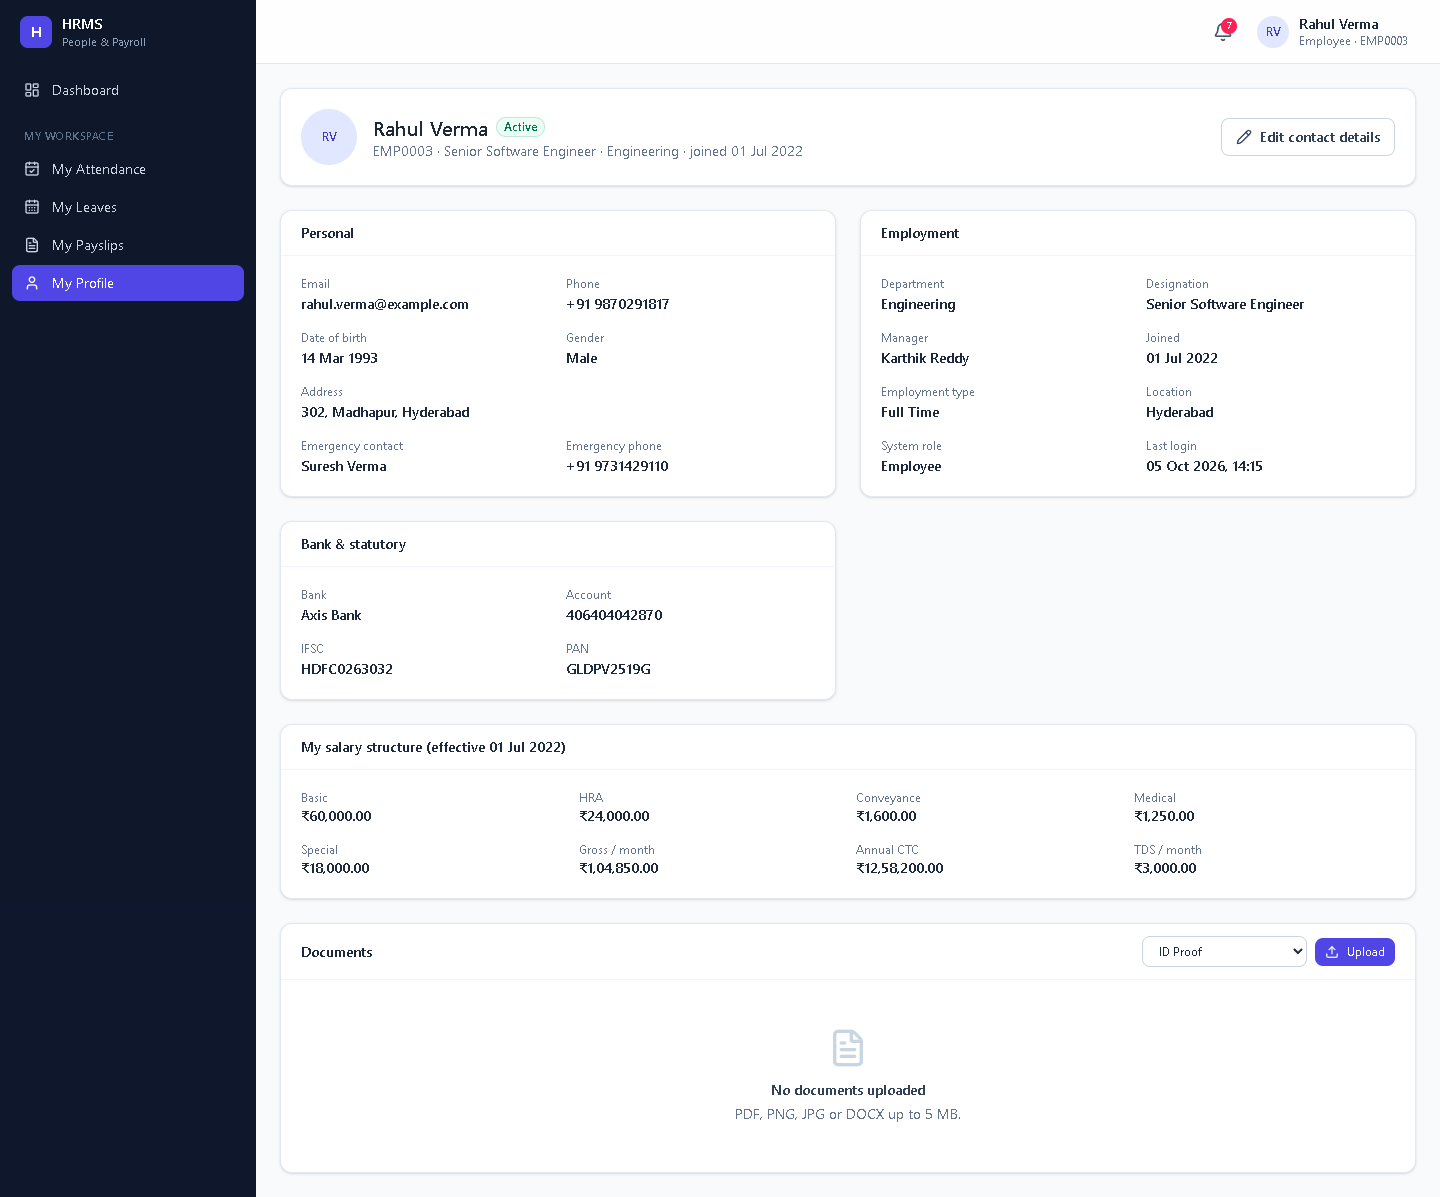 H
HRMS
People & Payroll
Dashboard
MY WORKSPACE
My Attendance
My Leaves
My Payslips
My Profile
7
RV
Rahul Verma
Employee · EMP0003
RV
Rahul Verma Active
EMP0003 · Senior Software Engineer · Engineering · joined 01 Jul 2022
Edit contact details
Personal
Email Phone
rahul.verma@example.com +91 9870291817
Date of birth Gender
14 Mar 1993 Male
Address
302, Madhapur, Hyderabad
Emergency contact Emergency phone
Suresh Verma +91 9731429110
Employment
Department Designation
Engineering Senior Software Engineer
Manager Joined
Karthik Reddy 01 Jul 2022
Employment type Location
Full Time Hyderabad
System role Last login
Employee 05 Oct 2026, 14:15
Bank & statutory
Bank Account
Axis Bank 406404042870
IFSC PAN
HDFC0263032 GLDPV2519G
My salary structure (effective 01 Jul 2022)
Basic HRA Conveyance Medical
₹60,000.00 ₹24,000.00 ₹1,600.00 ₹1,250.00
Special Gross / month Annual CTC TDS / month
₹18,000.00 ₹1,04,850.00 ₹12,58,200.00 ₹3,000.00
Documents
ID Proof
Upload
No documents uploaded
PDF, PNG, JPG or DOCX up to 5 MB.